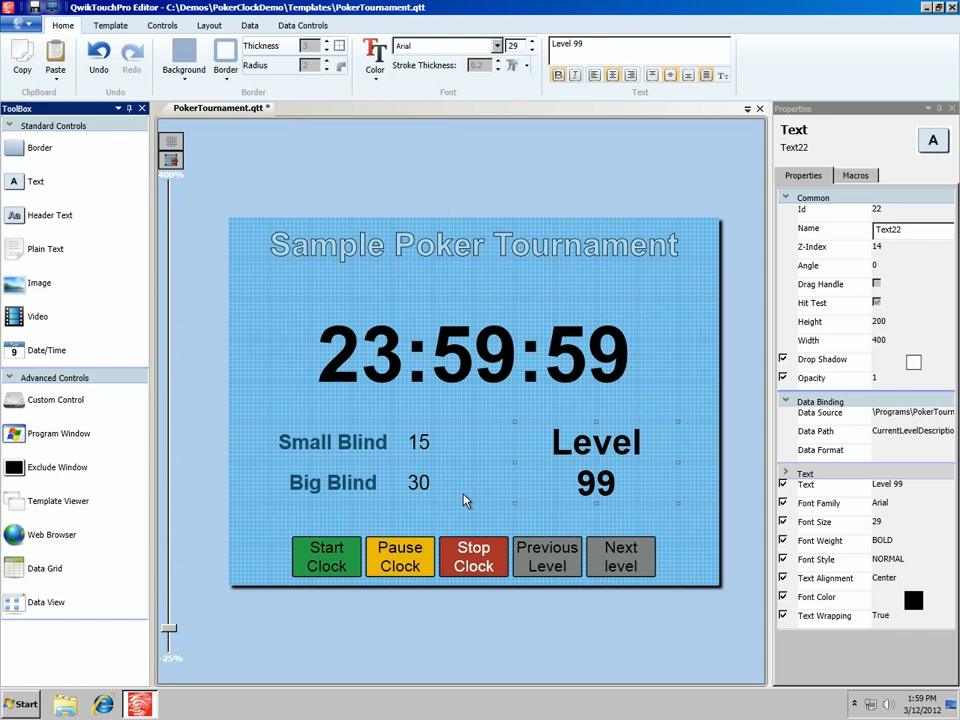 QwikTouchPro Editor - C:\Demos\PokerClockDemo\Templates\PokerTournament.qtt
Home Template Controls Layout Data Data Controls
Copy Paste Undo Redo Background Border Thickness 3 Radius 2 Color Arial 29 Stroke Thickness: 0.2 Level 99
ClipBoard Undo Border Font Text
ToolBox
Standard Controls
Border
Text
Header Text
Plain Text
Image
Video
Date/Time
Advanced Controls
Custom Control
Program Window
Exclude Window
Template Viewer
Web Browser
Data Grid
Data View
PokerTournament.qtt *
400%
-25%
Sample Poker Tournament
23:59:59
Small Blind 15
Big Blind 30
Level
99
Start Clock
Pause Clock
Stop Clock
Previous Level
Next level
Properties
Text
Text22
Properties Macros
Common
Id 22
Name Text22
Z-Index 14
Angle 0
Drag Handle
Hit Test
Height 200
Width 400
Drop Shadow
Opacity 1
Data Binding
Data Source \Programs\PokerTourn
Data Path CurrentLevelDescriptio
Data Format
Text
Text Level 99
Font Family Arial
Font Size 29
Font Weight BOLD
Font Style NORMAL
Text Alignment Center
Font Color
Text Wrapping True
Start
1:59 PM
3/12/2012